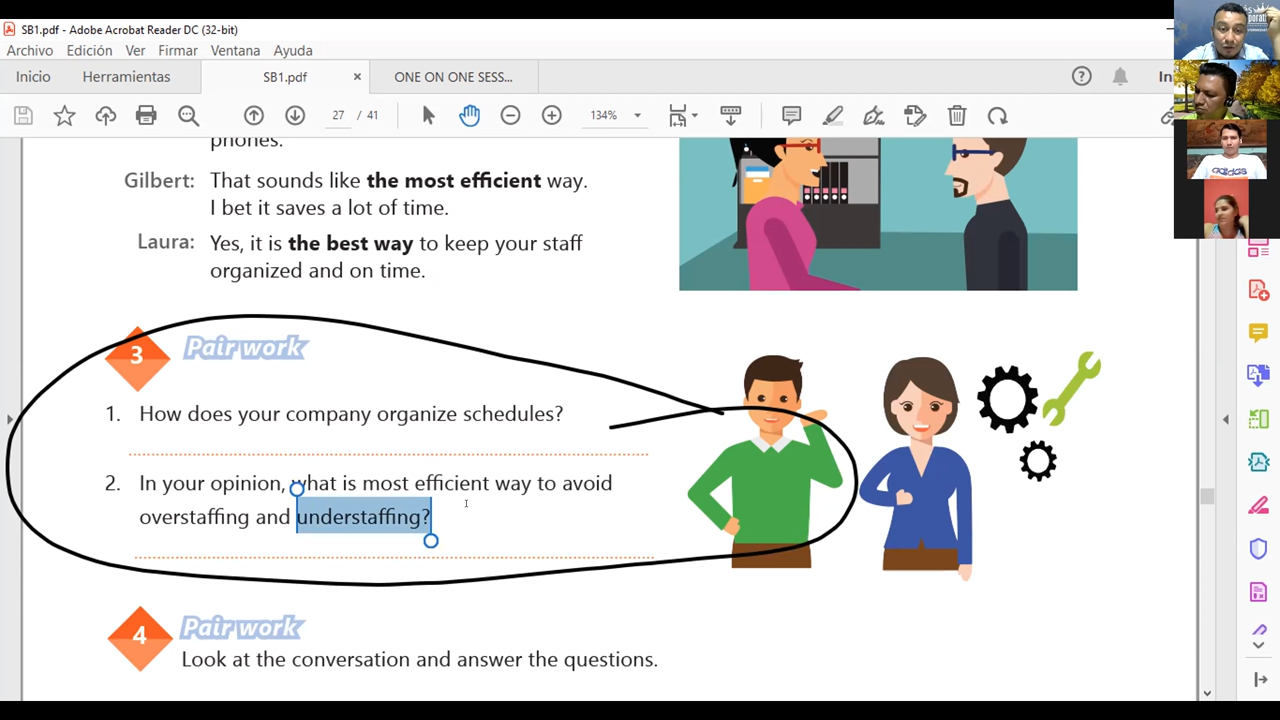 SB1.pdf - Adobe Acrobat Reader DC (32-bit)
Archivo Edición Ver Firmar Ventana Ayuda
Inicio Herramientas SB1.pdf × ONE ON ONE SESS...
27 / 41 134%
phones.
Gilbert: That sounds like the most efficient way.
I bet it saves a lot of time.
Laura: Yes, it is the best way to keep your staff
organized and on time.
3 Pair work
1. How does your company organize schedules?
2. In your opinion, what is most efficient way to avoid
overstaffing and understaffing?
4 Pair work
Look at the conversation and answer the questions.
adidas